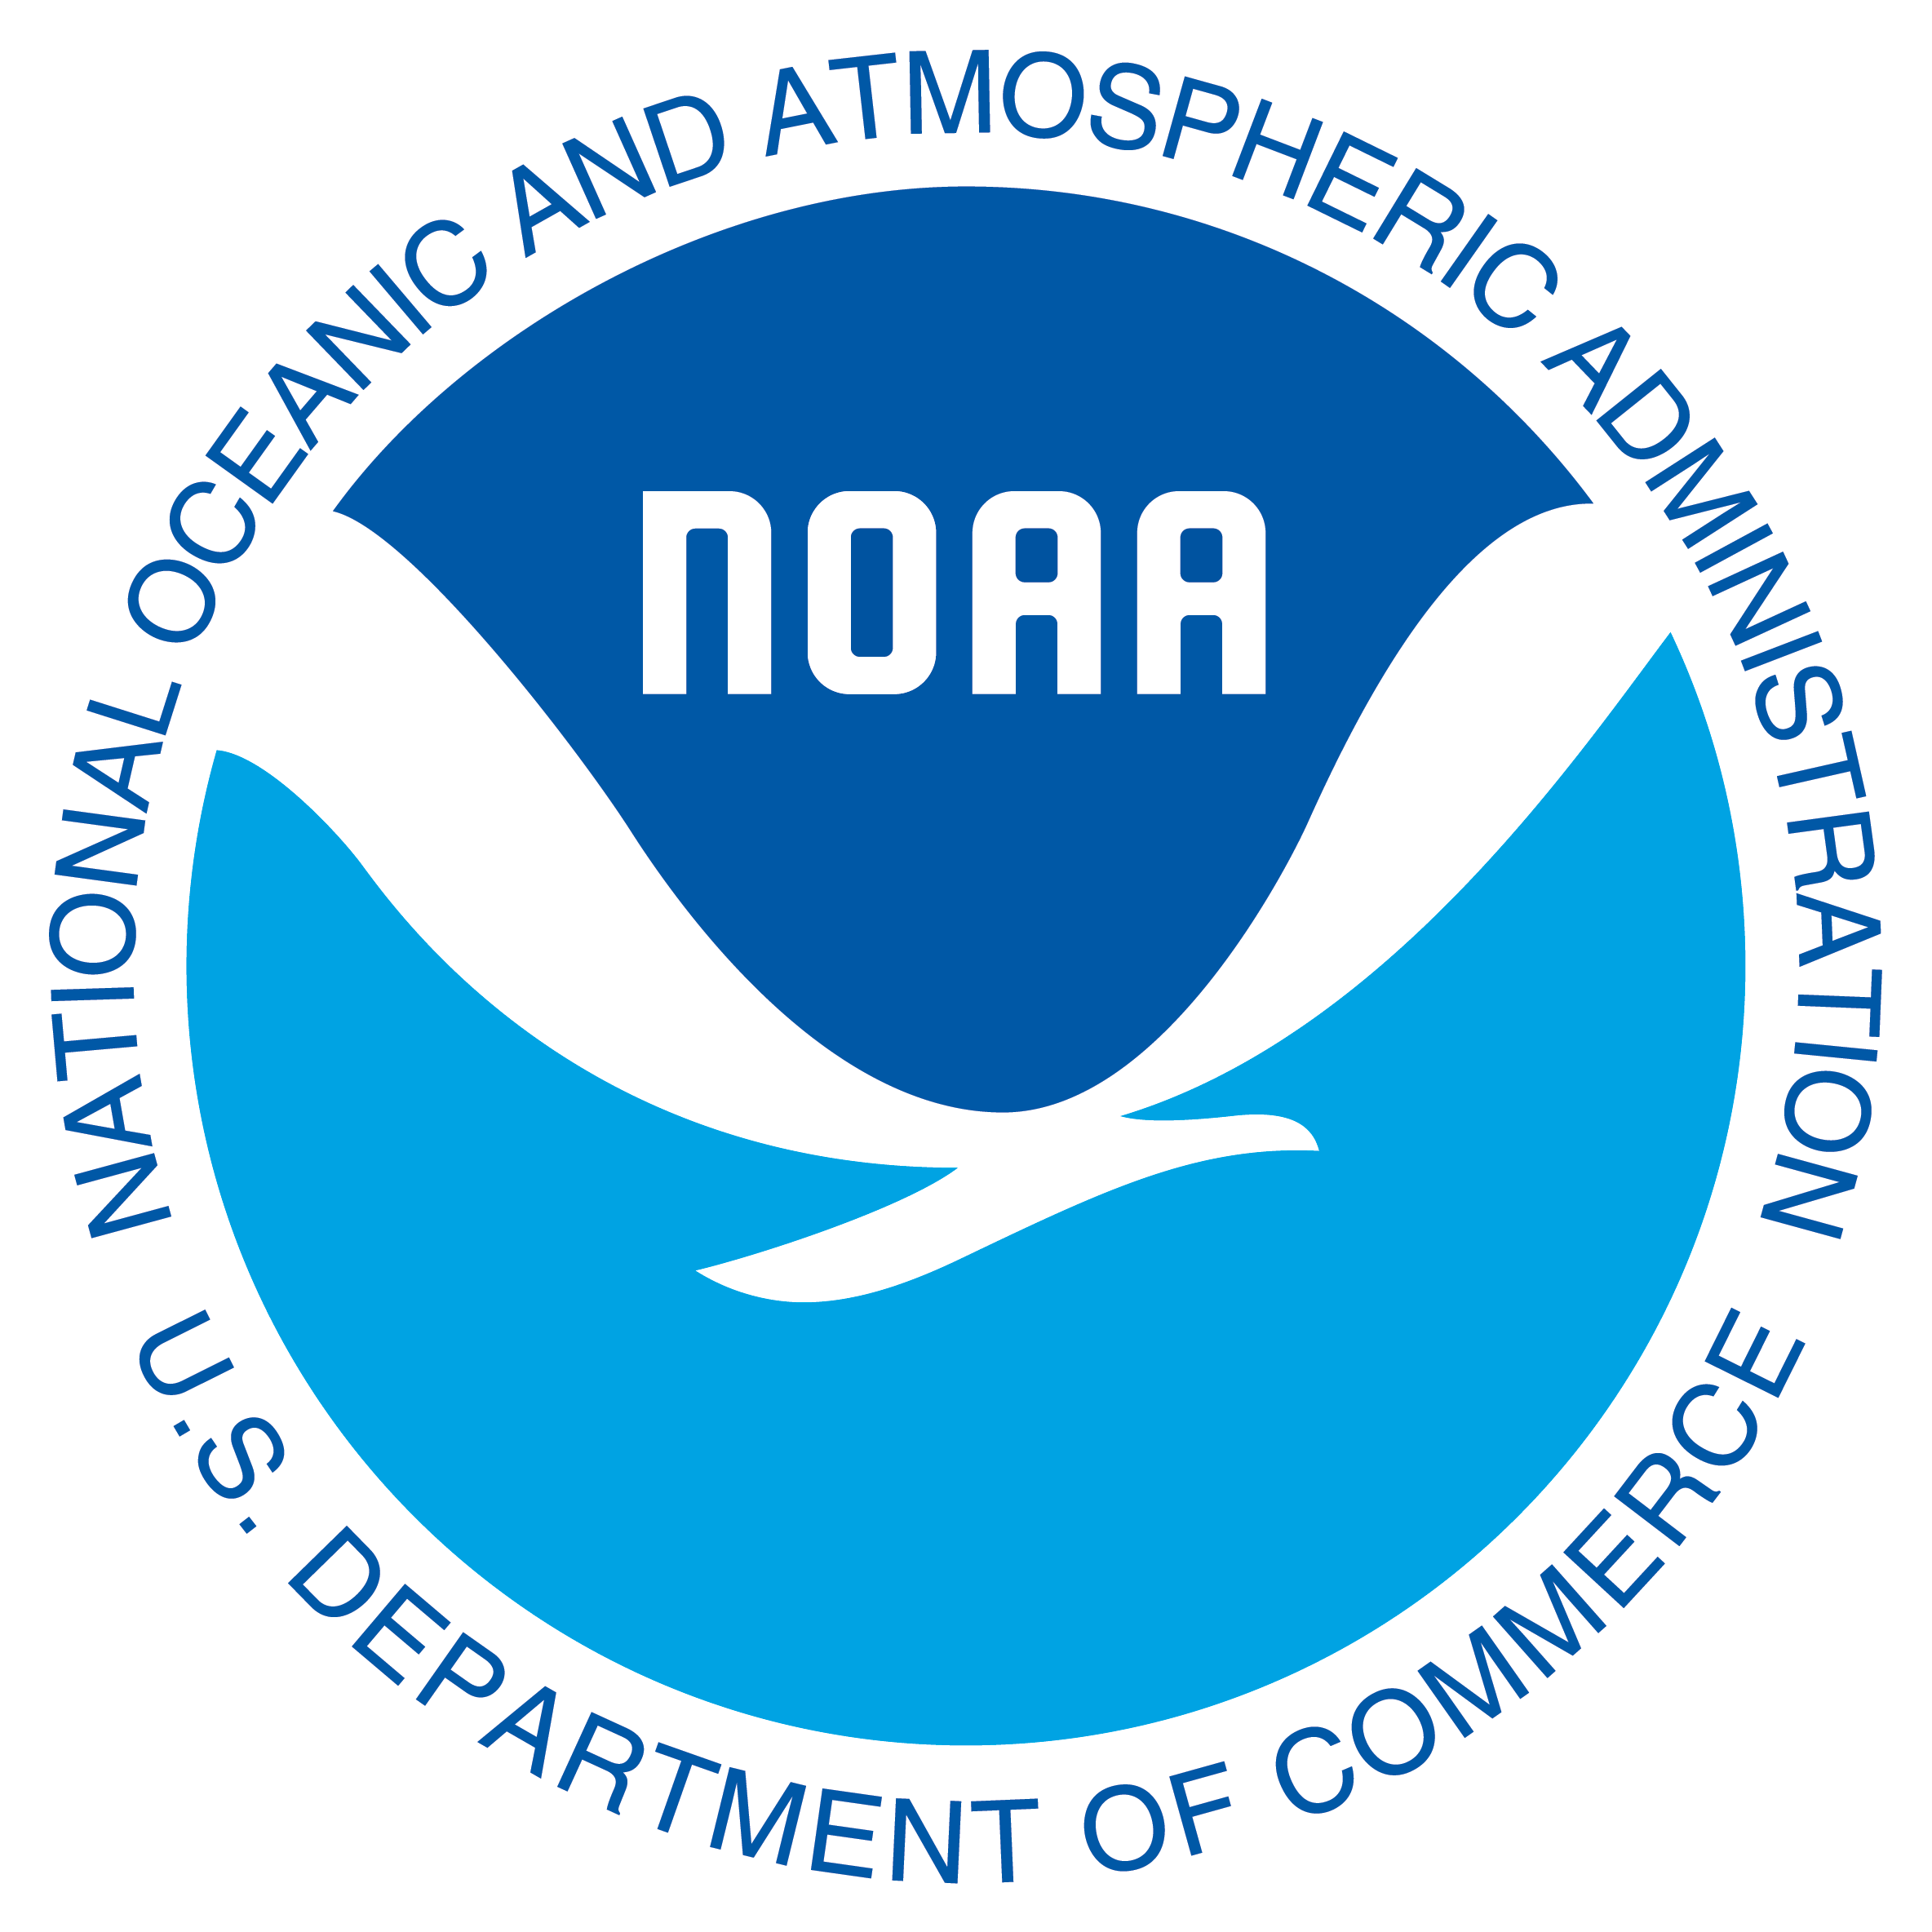 NATIONAL OCEANIC AND ATMOSPHERIC ADMINISTRATION
NOAA
U.S. DEPARTMENT OF COMMERCE